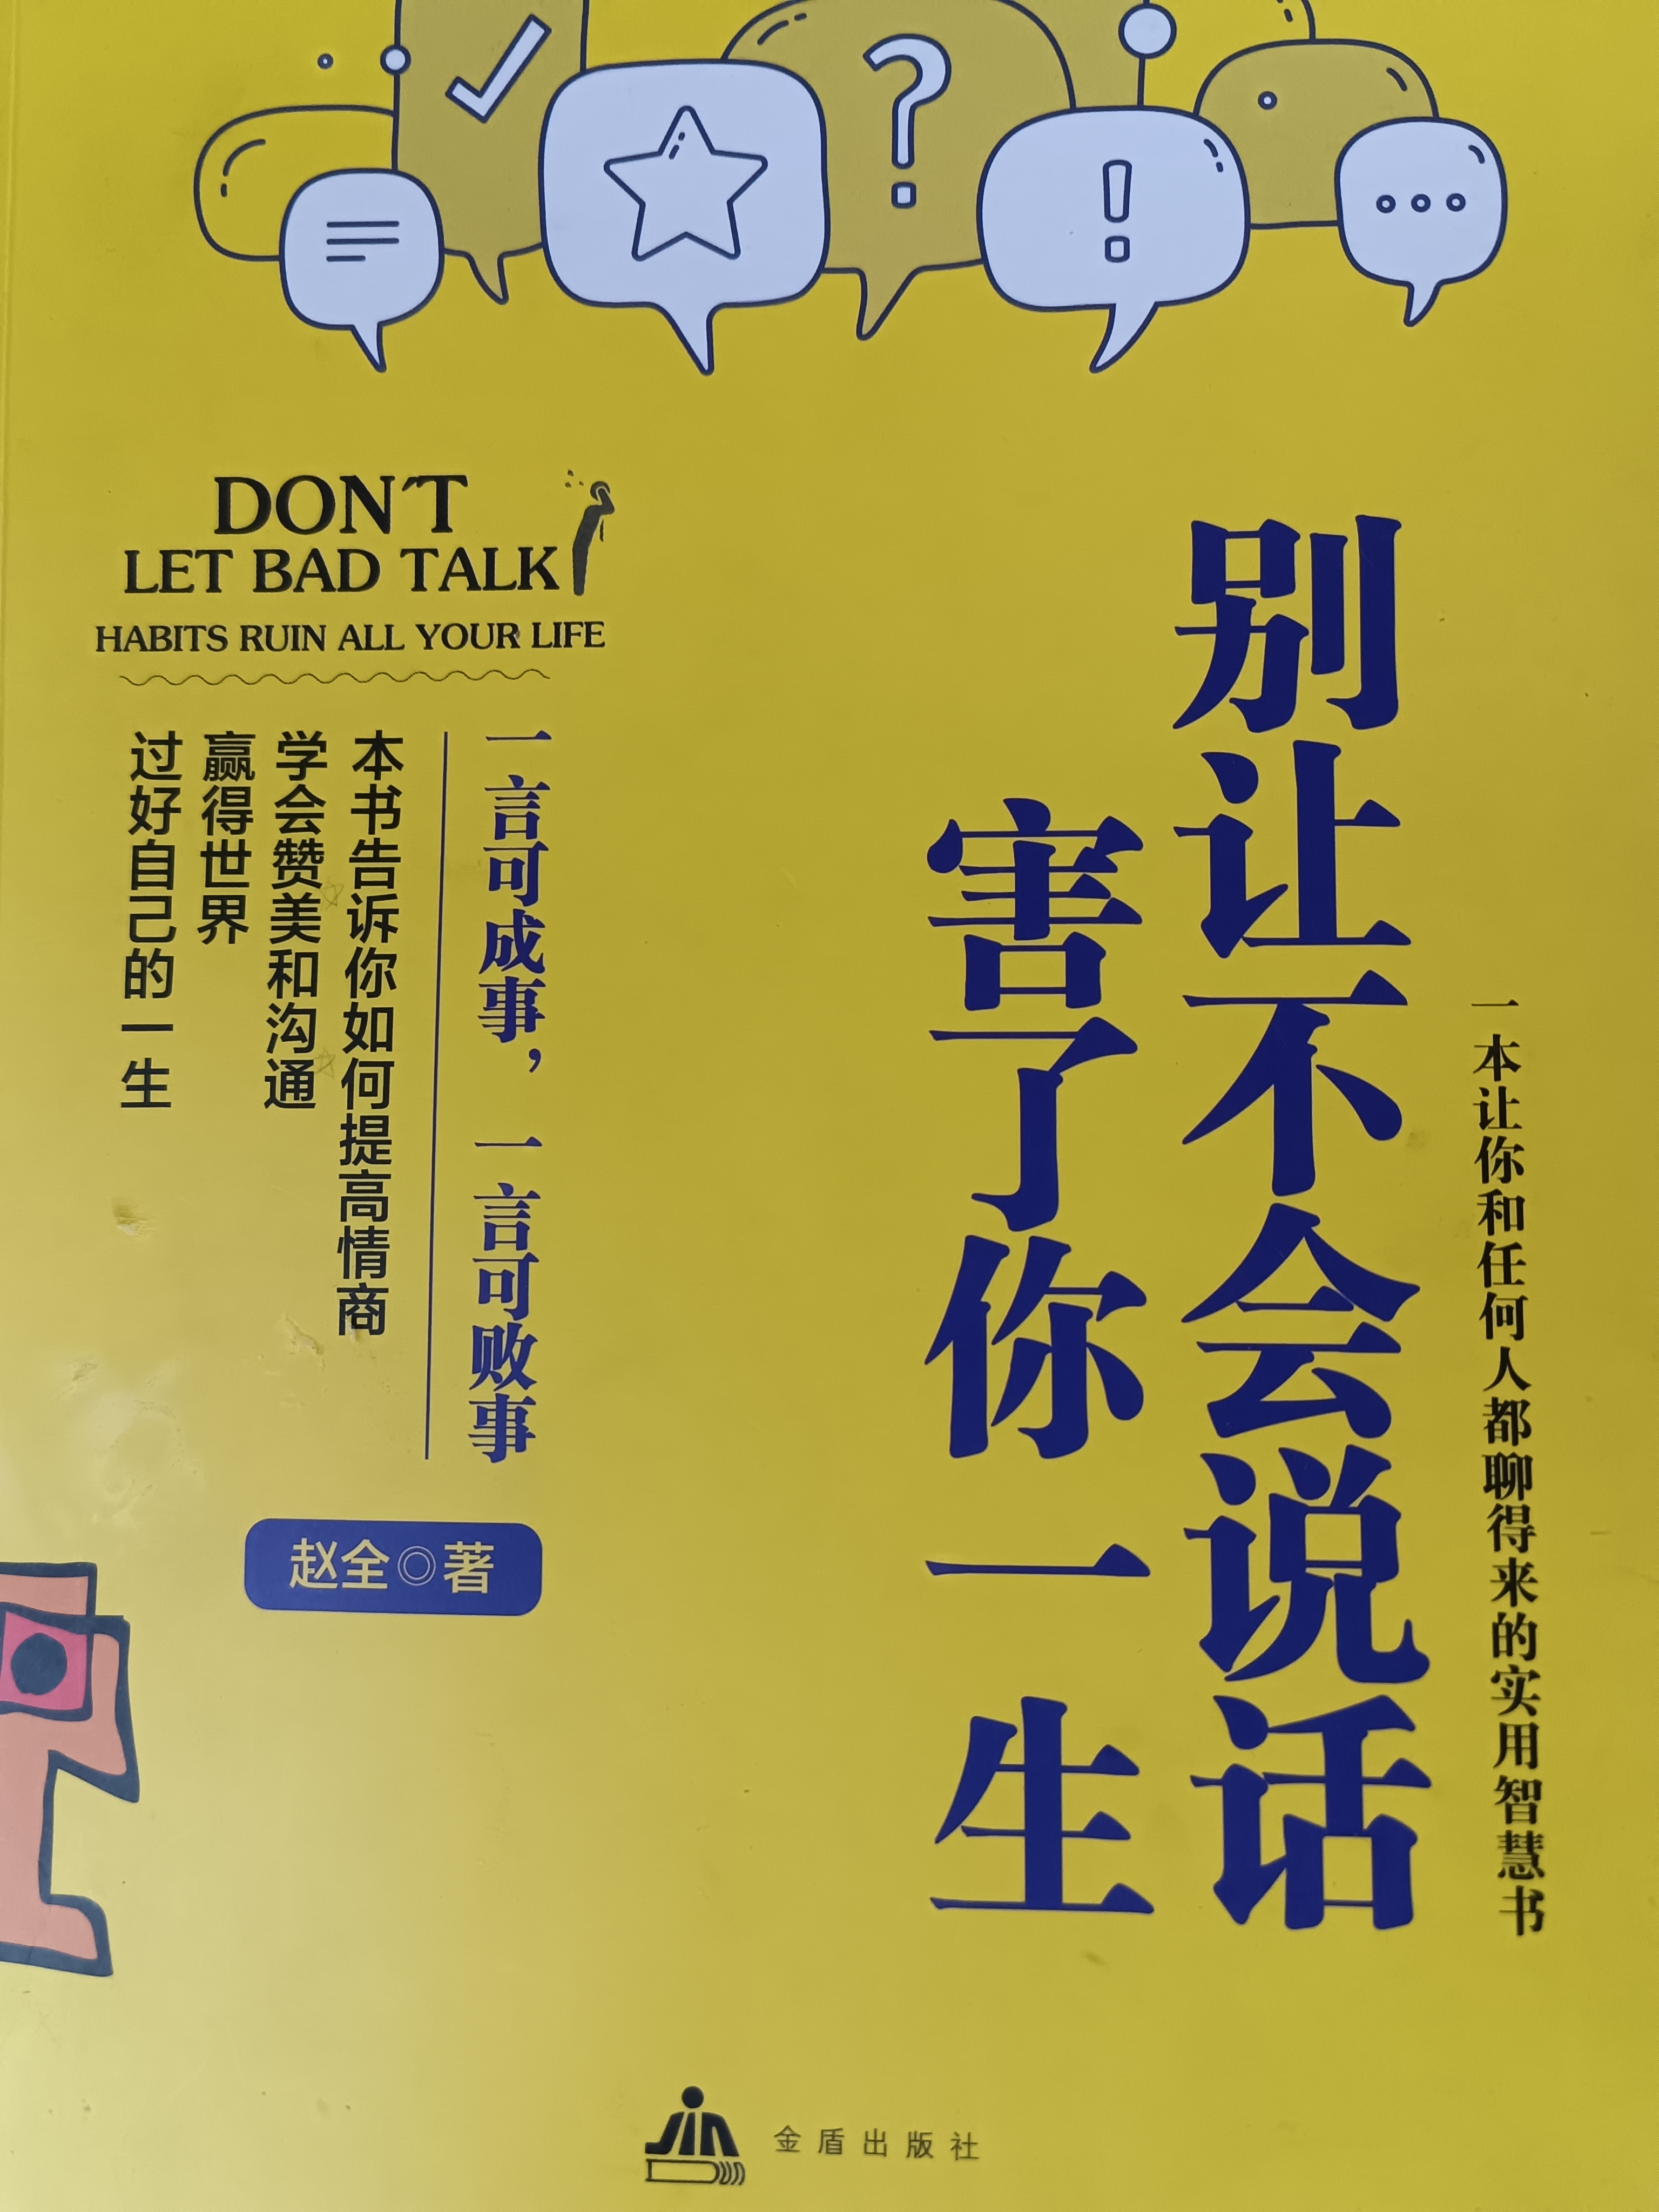 一本让你和任何人都聊得来的实用智慧书
别让不会说话
害了你一生
DON'T
LET BAD TALK
HABITS RUIN ALL YOUR LIFE
一言可成事，一言可败事
本书告诉你如何提高情商
学会赞美和沟通
赢得世界
过好自己的一生
赵全◎著
JIN
DUN
金盾出版社